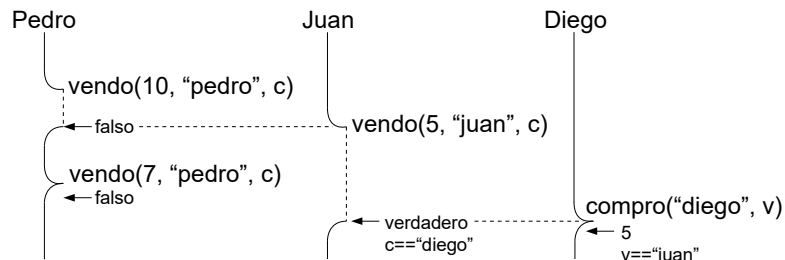 Pedro Juan Diego
vendo(10, “pedro”, c)
falso
vendo(5, “juan”, c)
vendo(7, “pedro”, c)
falso
compro(“diego”, v)
verdadero
c==“diego”
5
v==“juan”